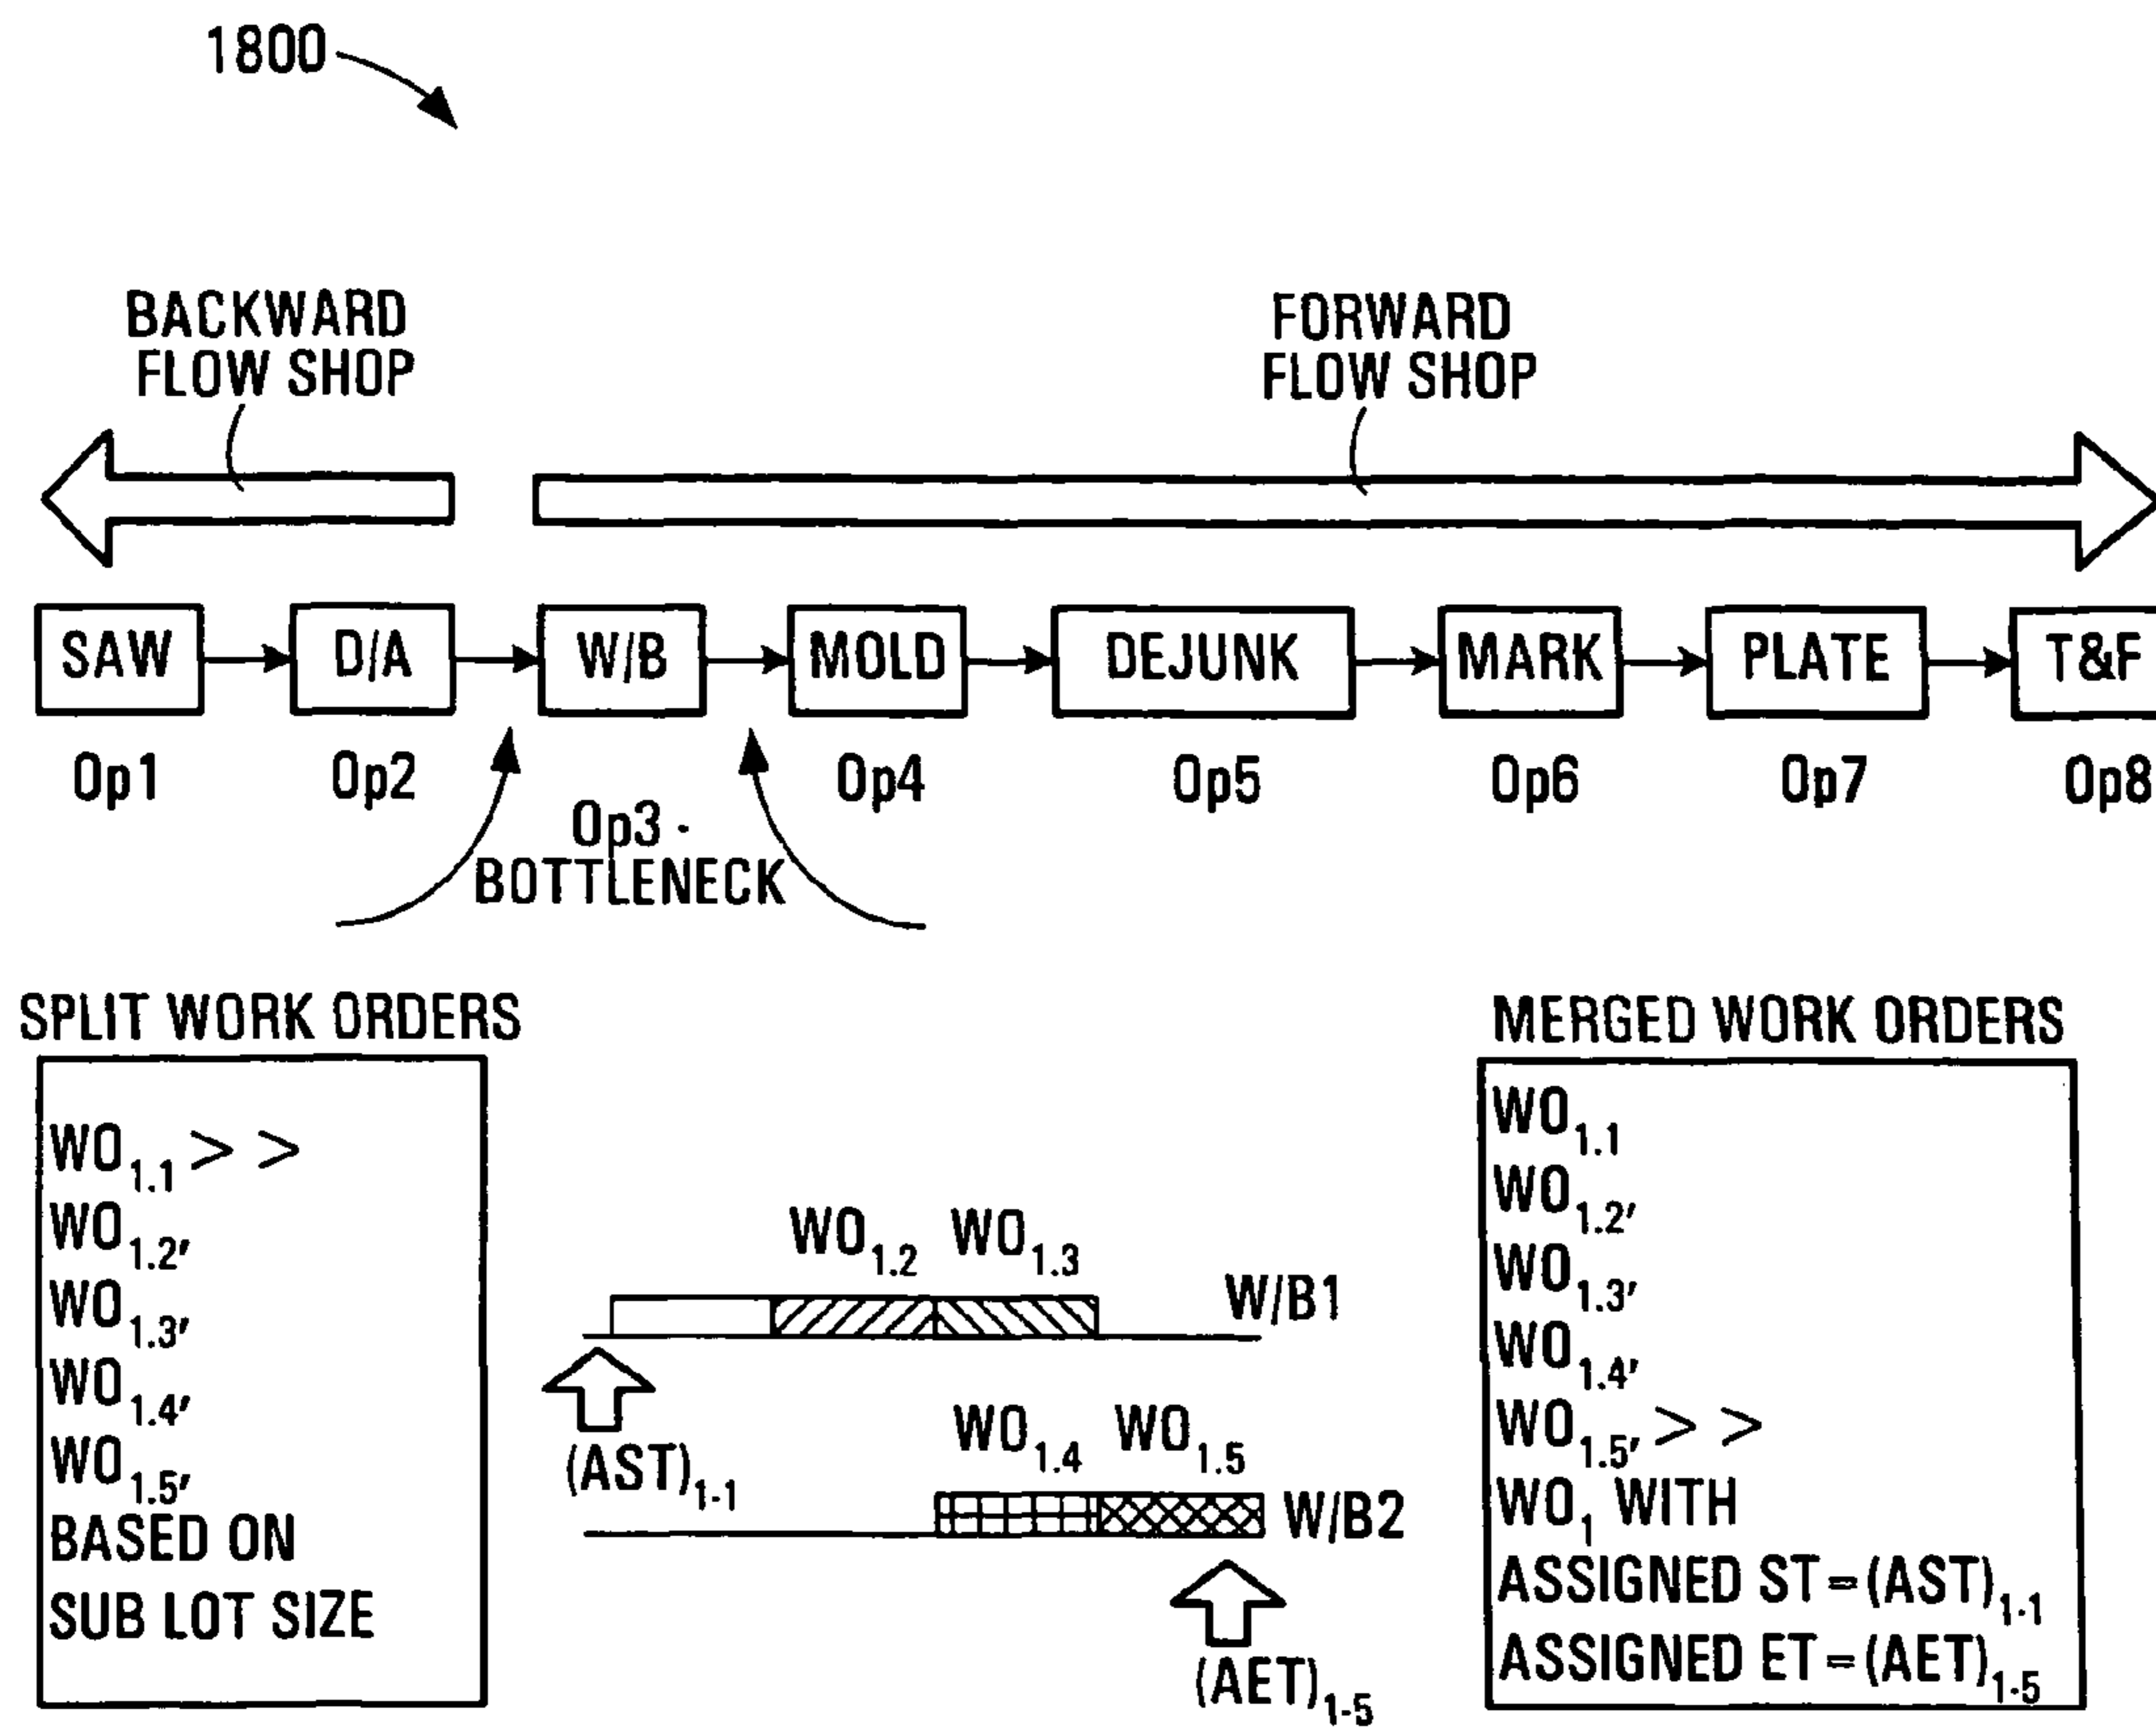 1800
BACKWARD
FLOW SHOP
FORWARD
FLOW SHOP
SAW D/A W/B MOLD DEJUNK MARK PLATE T&F
Op1 Op2 Op4 Op5 Op6 Op7 Op8
Op3 -
BOTTLENECK
SPLIT WORK ORDERS
WO1.1 > >
WO1.2'
WO1.3'
WO1.4'
WO1.5'
BASED ON
SUB LOT SIZE
WO1.2 WO1.3
W/B1
(AST)1-1
WO1.4 WO1.5
W/B2
(AET)1-5
MERGED WORK ORDERS
WO1.1
WO1.2'
WO1.3'
WO1.4'
WO1.5' > >
WO1 WITH
ASSIGNED ST = (AST)1-1
ASSIGNED ET = (AET)1-5